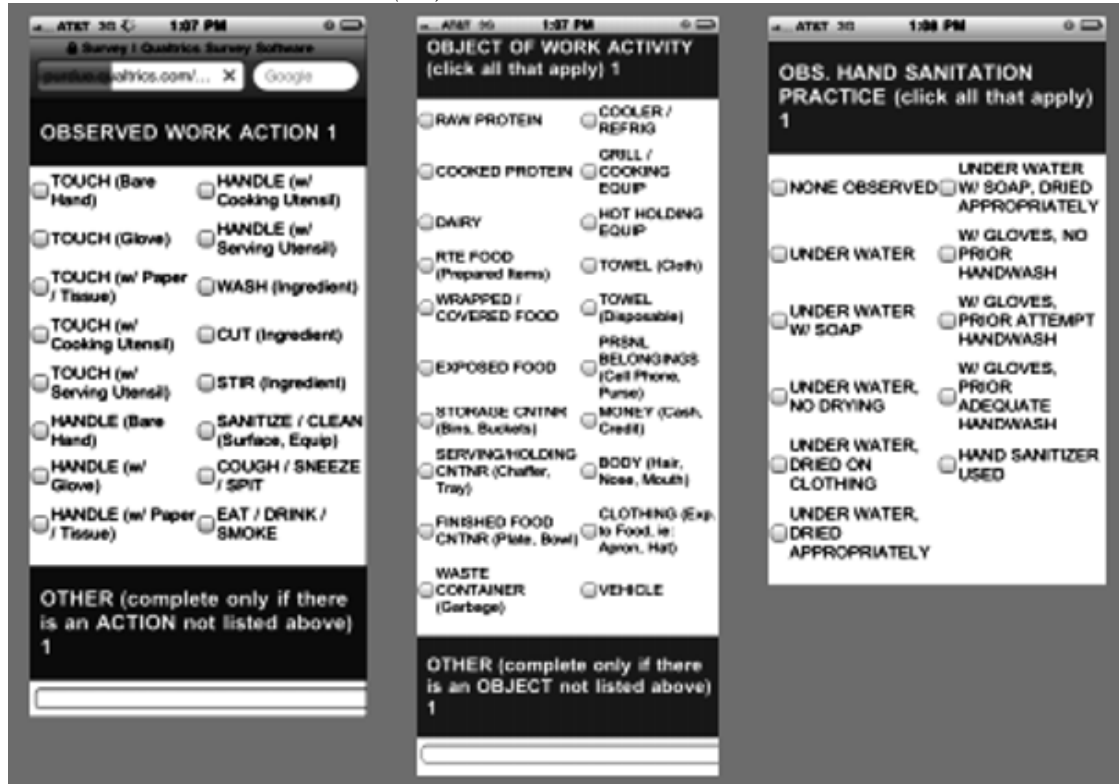 AT&T 3G 1:07 PM
Survey | Qualtrics Survey Software
purdue.qualtrics.com/... X Google
OBSERVED WORK ACTION 1
TOUCH (Bare
Hand)
HANDLE (w/
Cooking Utensil)
TOUCH (Glove)
HANDLE (w/
Serving Utensil)
TOUCH (w/ Paper
/ Tissue)
WASH (Ingredient)
TOUCH (w/
Cooking Utensil)
CUT (Ingredient)
TOUCH (w/
Serving Utensil)
STIR (Ingredient)
HANDLE (Bare
Hand)
SANITIZE / CLEAN
(Surface, Equip)
HANDLE (w/
Glove)
COUGH / SNEEZE
/ SPIT
HANDLE (w/ Paper
/ Tissue)
EAT / DRINK /
SMOKE
OTHER (complete only if there
is an ACTION not listed above)
1
AT&T 3G 1:07 PM
OBJECT OF WORK ACTIVITY
(click all that apply) 1
RAW PROTEIN
COOLER /
REFRIG
COOKED PROTEIN
GRILL /
COOKING
EQUIP
DAIRY
HOT HOLDING
EQUIP
RTE FOOD
(Prepared Items)
TOWEL (Cloth)
WRAPPED /
COVERED FOOD
TOWEL
(Disposable)
EXPOSED FOOD
PRSNL
BELONGINGS
(Cell Phone,
Purse)
STORAGE CNTNR
(Bins, Buckets)
MONEY (Cash,
Credit)
SERVING/HOLDING
CNTNR (Chaffer,
Tray)
BODY (Hair,
Nose, Mouth)
FINISHED FOOD
CNTNR (Plate, Bowl)
CLOTHING (Exp.
to Food, ie:
Apron, Hat)
WASTE
CONTAINER
(Garbage)
VEHICLE
OTHER (complete only if there
is an OBJECT not listed above)
1
AT&T 3G 1:08 PM
OBS. HAND SANITATION
PRACTICE (click all that apply)
1
NONE OBSERVED
UNDER WATER
W/ SOAP, DRIED
APPROPRIATELY
UNDER WATER
W/ GLOVES, NO
PRIOR
HANDWASH
UNDER WATER
W/ SOAP
W/ GLOVES,
PRIOR ATTEMPT
HANDWASH
UNDER WATER,
NO DRYING
W/ GLOVES,
PRIOR
ADEQUATE
HANDWASH
UNDER WATER,
DRIED ON
CLOTHING
HAND SANITIZER
USED
UNDER WATER,
DRIED
APPROPRIATELY